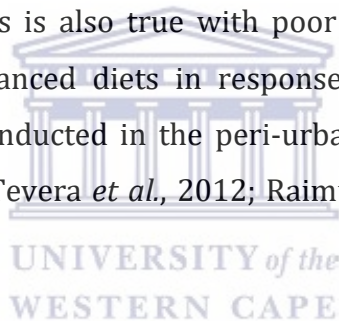 s is also true with poor
anced diets in response
nducted in the peri-urba
Tevera et al., 2012; Raim
UNIVERSITY of the
WESTERN CAPE